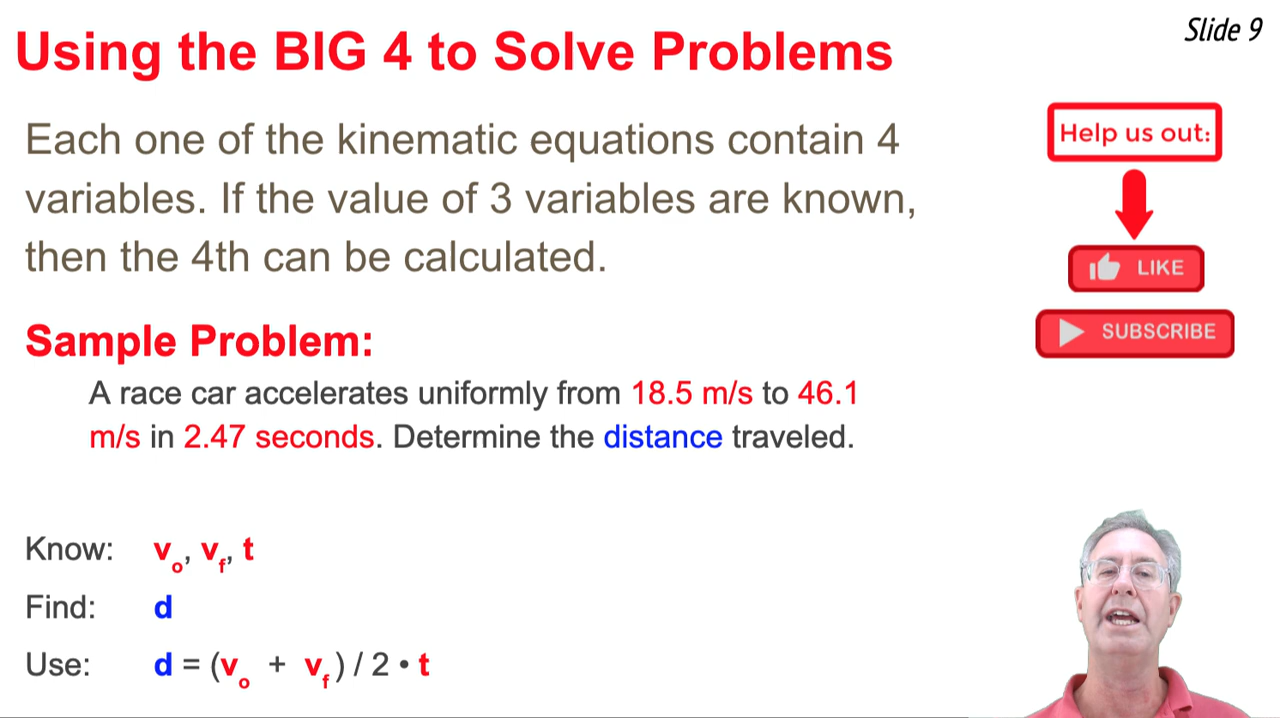 Slide 9
Using the BIG 4 to Solve Problems
Each one of the kinematic equations contain 4
variables. If the value of 3 variables are known,
then the 4th can be calculated.
Help us out:
LIKE
SUBSCRIBE
Sample Problem:
A race car accelerates uniformly from 18.5 m/s to 46.1
m/s in 2.47 seconds. Determine the distance traveled.
Know: vo, vf, t
Find: d
Use: d = (vo + vf) / 2 • t